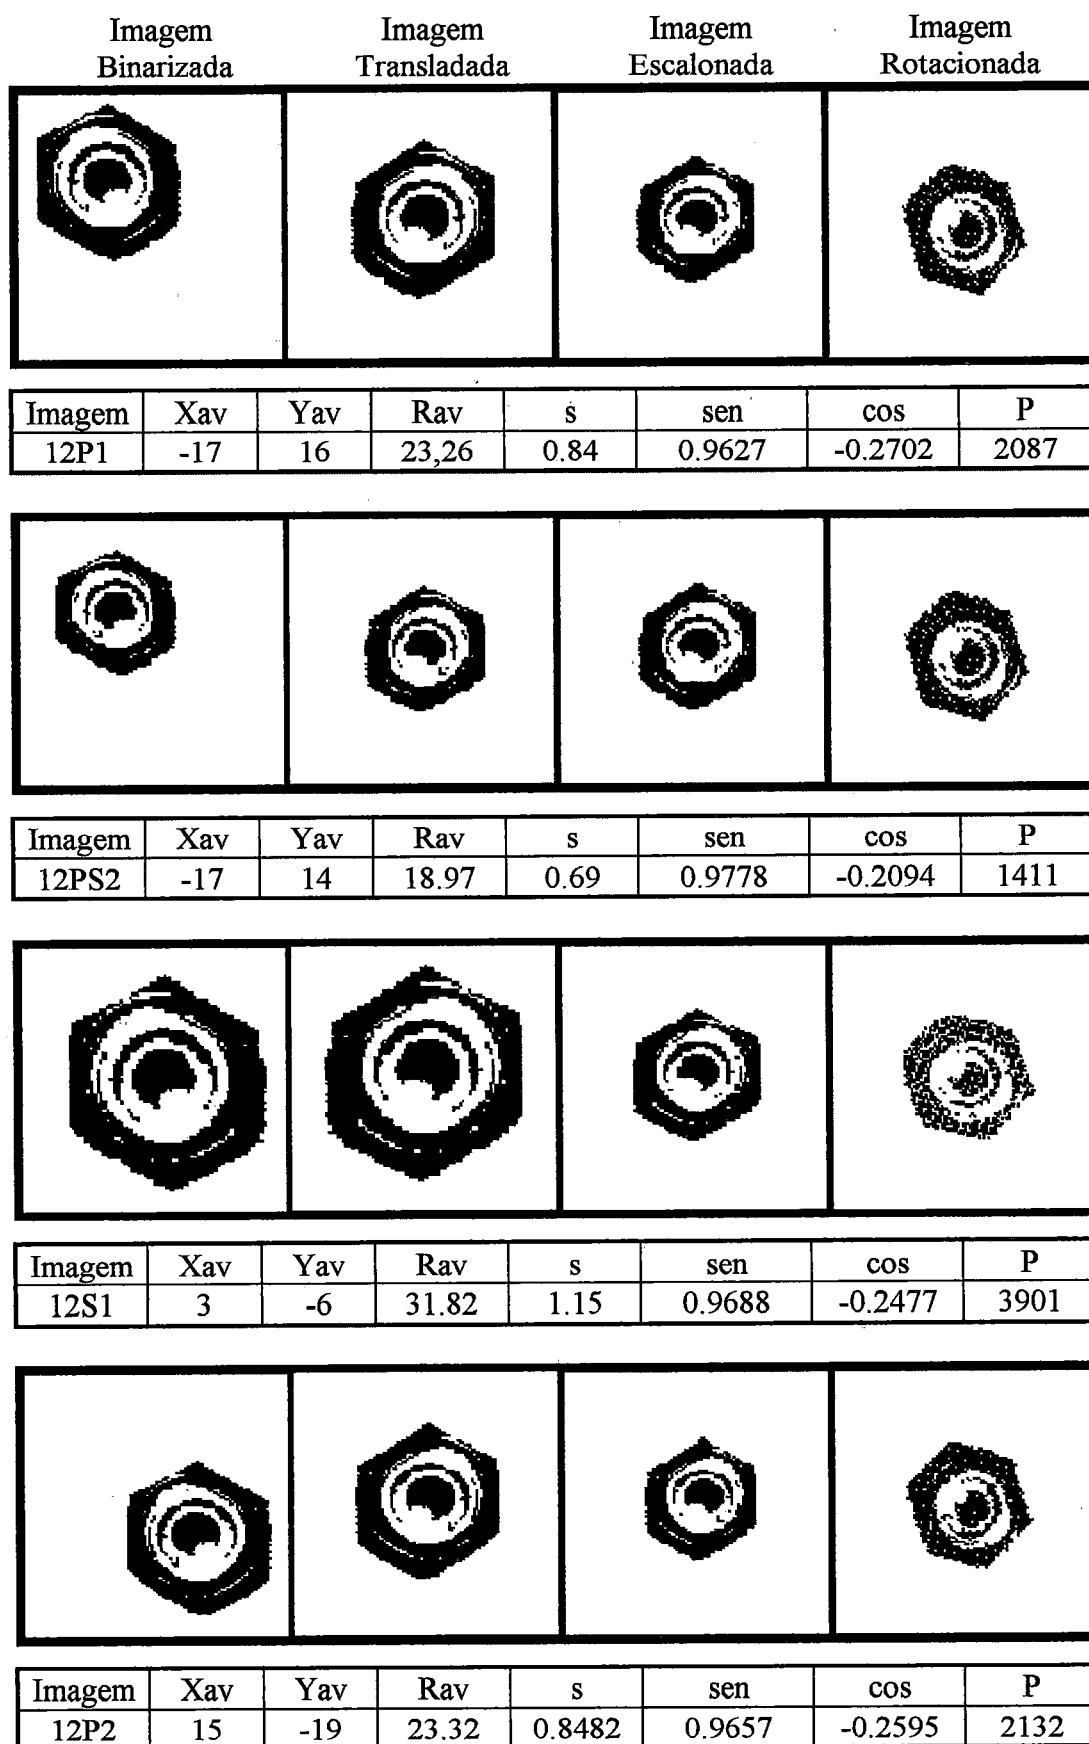 Imagem Imagem Imagem Imagem
Binarizada Transladada Escalonada Rotacionada
Imagem Xav Yav Rav s sen cos P
12P1 -17 16 23,26 0.84 0.9627 -0.2702 2087
Imagem Xav Yav Rav s sen cos P
12PS2 -17 14 18.97 0.69 0.9778 -0.2094 1411
Imagem Xav Yav Rav s sen cos P
12S1 3 -6 31.82 1.15 0.9688 -0.2477 3901
Imagem Xav Yav Rav s sen cos P
12P2 15 -19 23.32 0.8482 0.9657 -0.2595 2132